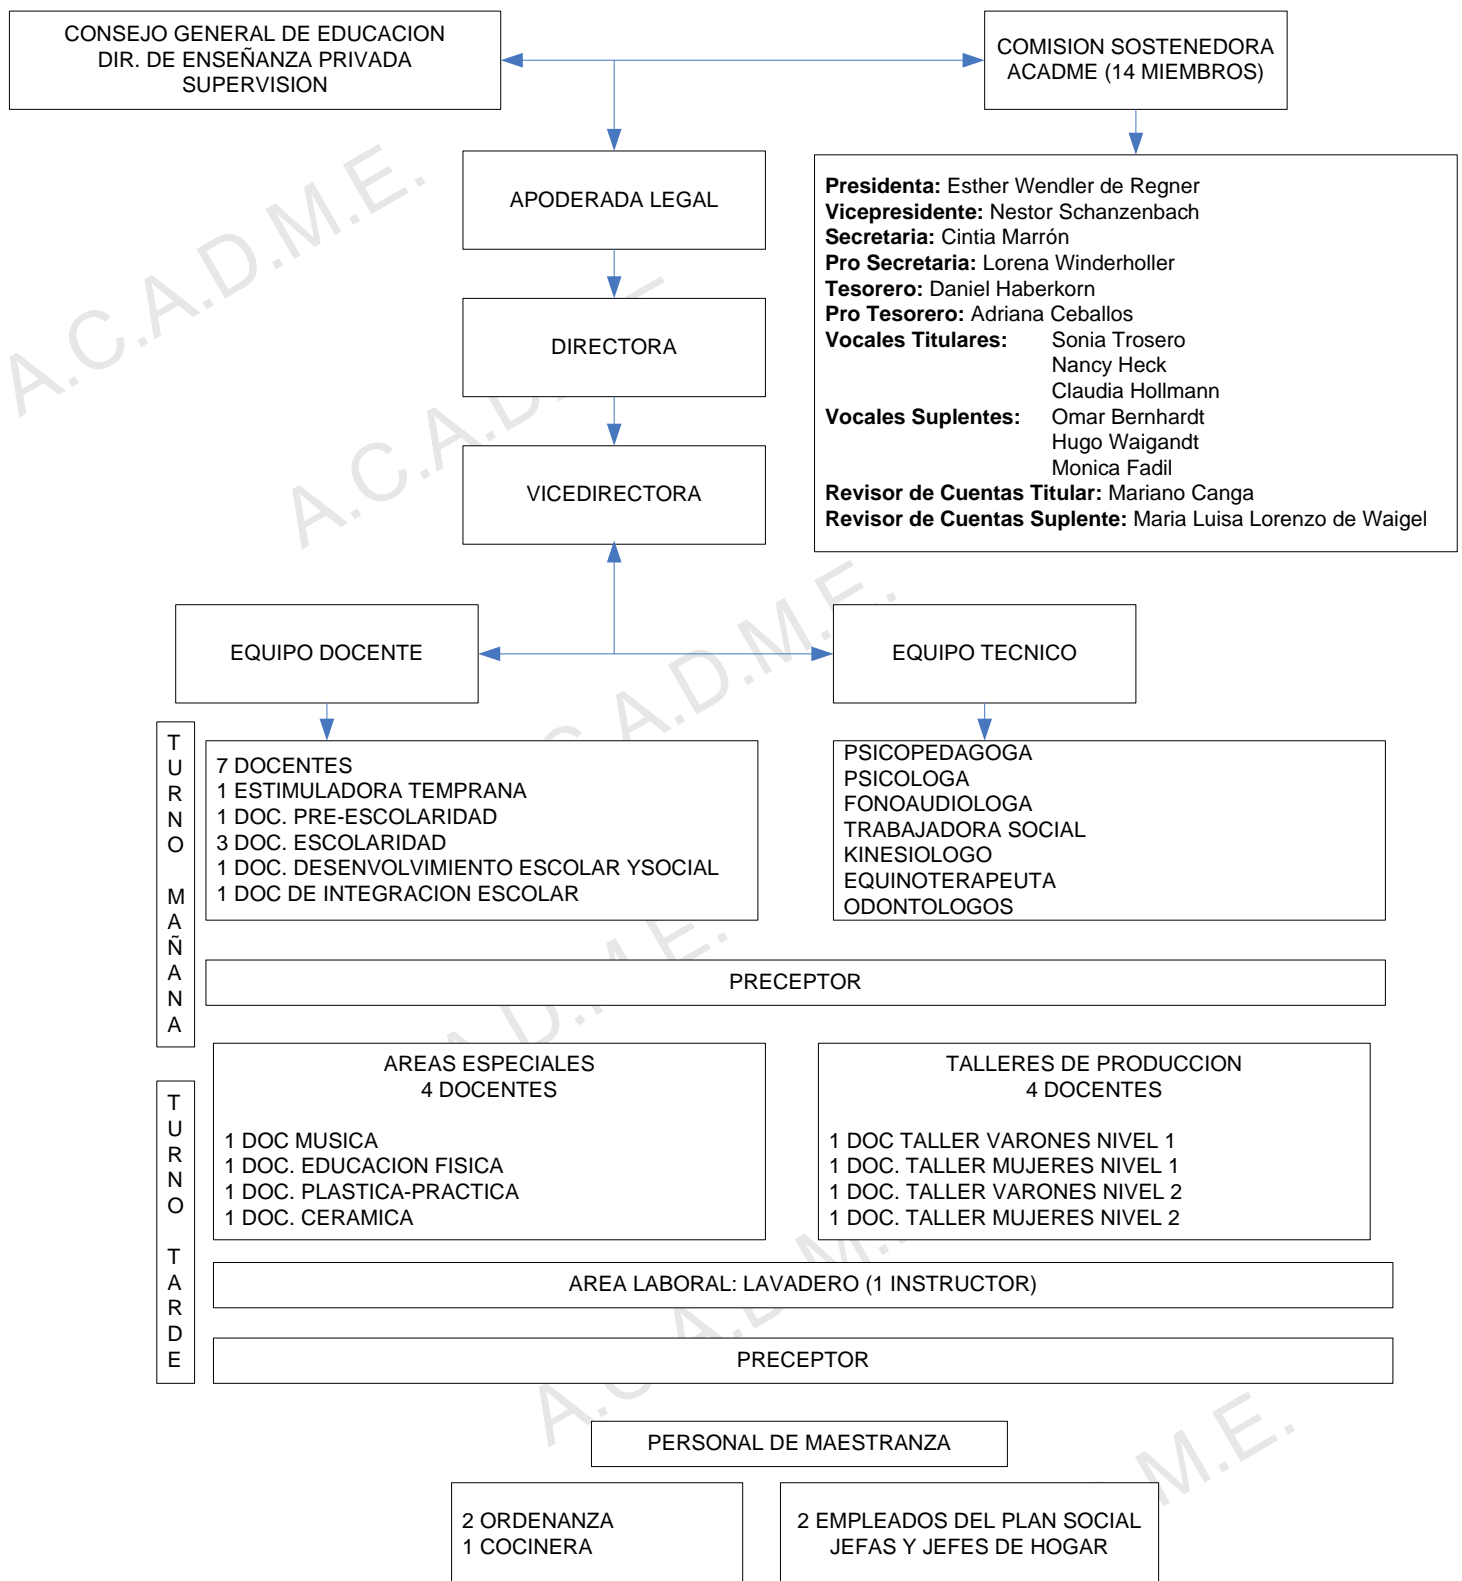 CONSEJO GENERAL DE EDUCACION
DIR. DE ENSEÑANZA PRIVADA
SUPERVISION
COMISION SOSTENEDORA
ACADME (14 MIEMBROS)
APODERADA LEGAL
DIRECTORA
VICEDIRECTORA
Presidenta: Esther Wendler de Regner
Vicepresidente: Nestor Schanzenbach
Secretaria: Cintia Marrón
Pro Secretaria: Lorena Winderholler
Tesorero: Daniel Haberkorn
Pro Tesorero: Adriana Ceballos
Vocales Titulares: Sonia Trosero
Nancy Heck
Claudia Hollmann
Vocales Suplentes: Omar Bernhardt
Hugo Waigandt
Monica Fadil
Revisor de Cuentas Titular: Mariano Canga
Revisor de Cuentas Suplente: Maria Luisa Lorenzo de Waigel
EQUIPO DOCENTE
EQUIPO TECNICO
TURNO MAÑANA
7 DOCENTES
1 ESTIMULADORA TEMPRANA
1 DOC. PRE-ESCOLARIDAD
3 DOC. ESCOLARIDAD
1 DOC. DESENVOLVIMIENTO ESCOLAR YSOCIAL
1 DOC DE INTEGRACION ESCOLAR
PSICOPEDAGOGA
PSICOLOGA
FONOAUDIOLOGA
TRABAJADORA SOCIAL
KINESIOLOGO
EQUINOTERAPEUTA
ODONTOLOGOS
PRECEPTOR
TURNO TARDE
AREAS ESPECIALES
4 DOCENTES
1 DOC MUSICA
1 DOC. EDUCACION FISICA
1 DOC. PLASTICA-PRACTICA
1 DOC. CERAMICA
TALLERES DE PRODUCCION
4 DOCENTES
1 DOC TALLER VARONES NIVEL 1
1 DOC. TALLER MUJERES NIVEL 1
1 DOC. TALLER VARONES NIVEL 2
1 DOC. TALLER MUJERES NIVEL 2
AREA LABORAL: LAVADERO (1 INSTRUCTOR)
PRECEPTOR
PERSONAL DE MAESTRANZA
2 ORDENANZA
1 COCINERA
2 EMPLEADOS DEL PLAN SOCIAL
JEFAS Y JEFES DE HOGAR
A.C.A.D.M.E.